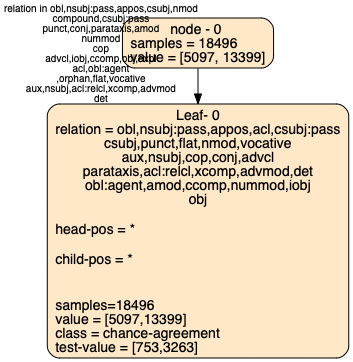 relation in obl,nsubj:pass,appos,csubj,nmod
compound,csubj:pass
punct,conj,parataxis,amod
nummod
cop
advcl,iobj,ccomp,obj,expl
acl,obl:agent
,orphan,flat,vocative
aux,nsubj,acl:relcl,xcomp,advmod
det
node - 0
samples = 18496
value = [5097, 13399]
Leaf- 0
relation = obl,nsubj:pass,appos,acl,csubj:pass
csubj,punct,flat,nmod,vocative
aux,nsubj,cop,conj,advcl
parataxis,acl:relcl,xcomp,advmod,det
obl:agent,amod,ccomp,nummod,iobj
obj
head-pos = *
child-pos = *
samples=18496
value = [5097,13399]
class = chance-agreement
test-value = [753,3263]